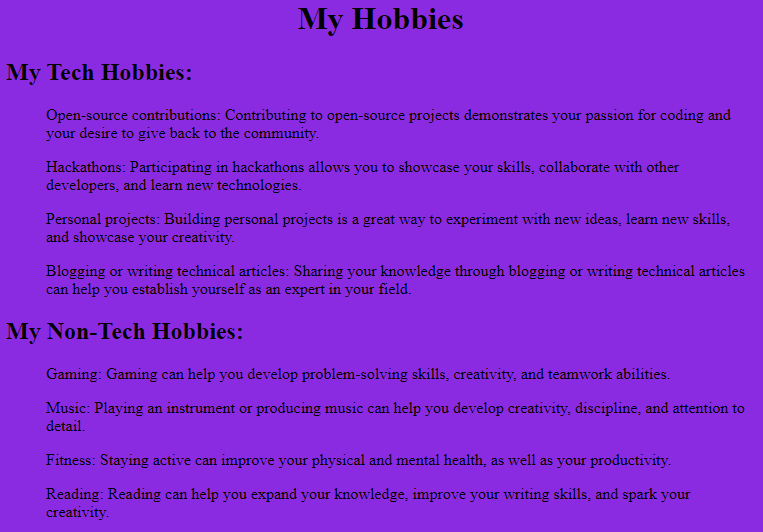 My Hobbies
My Tech Hobbies:
Open-source contributions: Contributing to open-source projects demonstrates your passion for coding and
your desire to give back to the community.
Hackathons: Participating in hackathons allows you to showcase your skills, collaborate with other
developers, and learn new technologies.
Personal projects: Building personal projects is a great way to experiment with new ideas, learn new skills,
and showcase your creativity.
Blogging or writing technical articles: Sharing your knowledge through blogging or writing technical articles
can help you establish yourself as an expert in your field.
My Non-Tech Hobbies:
Gaming: Gaming can help you develop problem-solving skills, creativity, and teamwork abilities.
Music: Playing an instrument or producing music can help you develop creativity, discipline, and attention to
detail.
Fitness: Staying active can improve your physical and mental health, as well as your productivity.
Reading: Reading can help you expand your knowledge, improve your writing skills, and spark your
creativity.